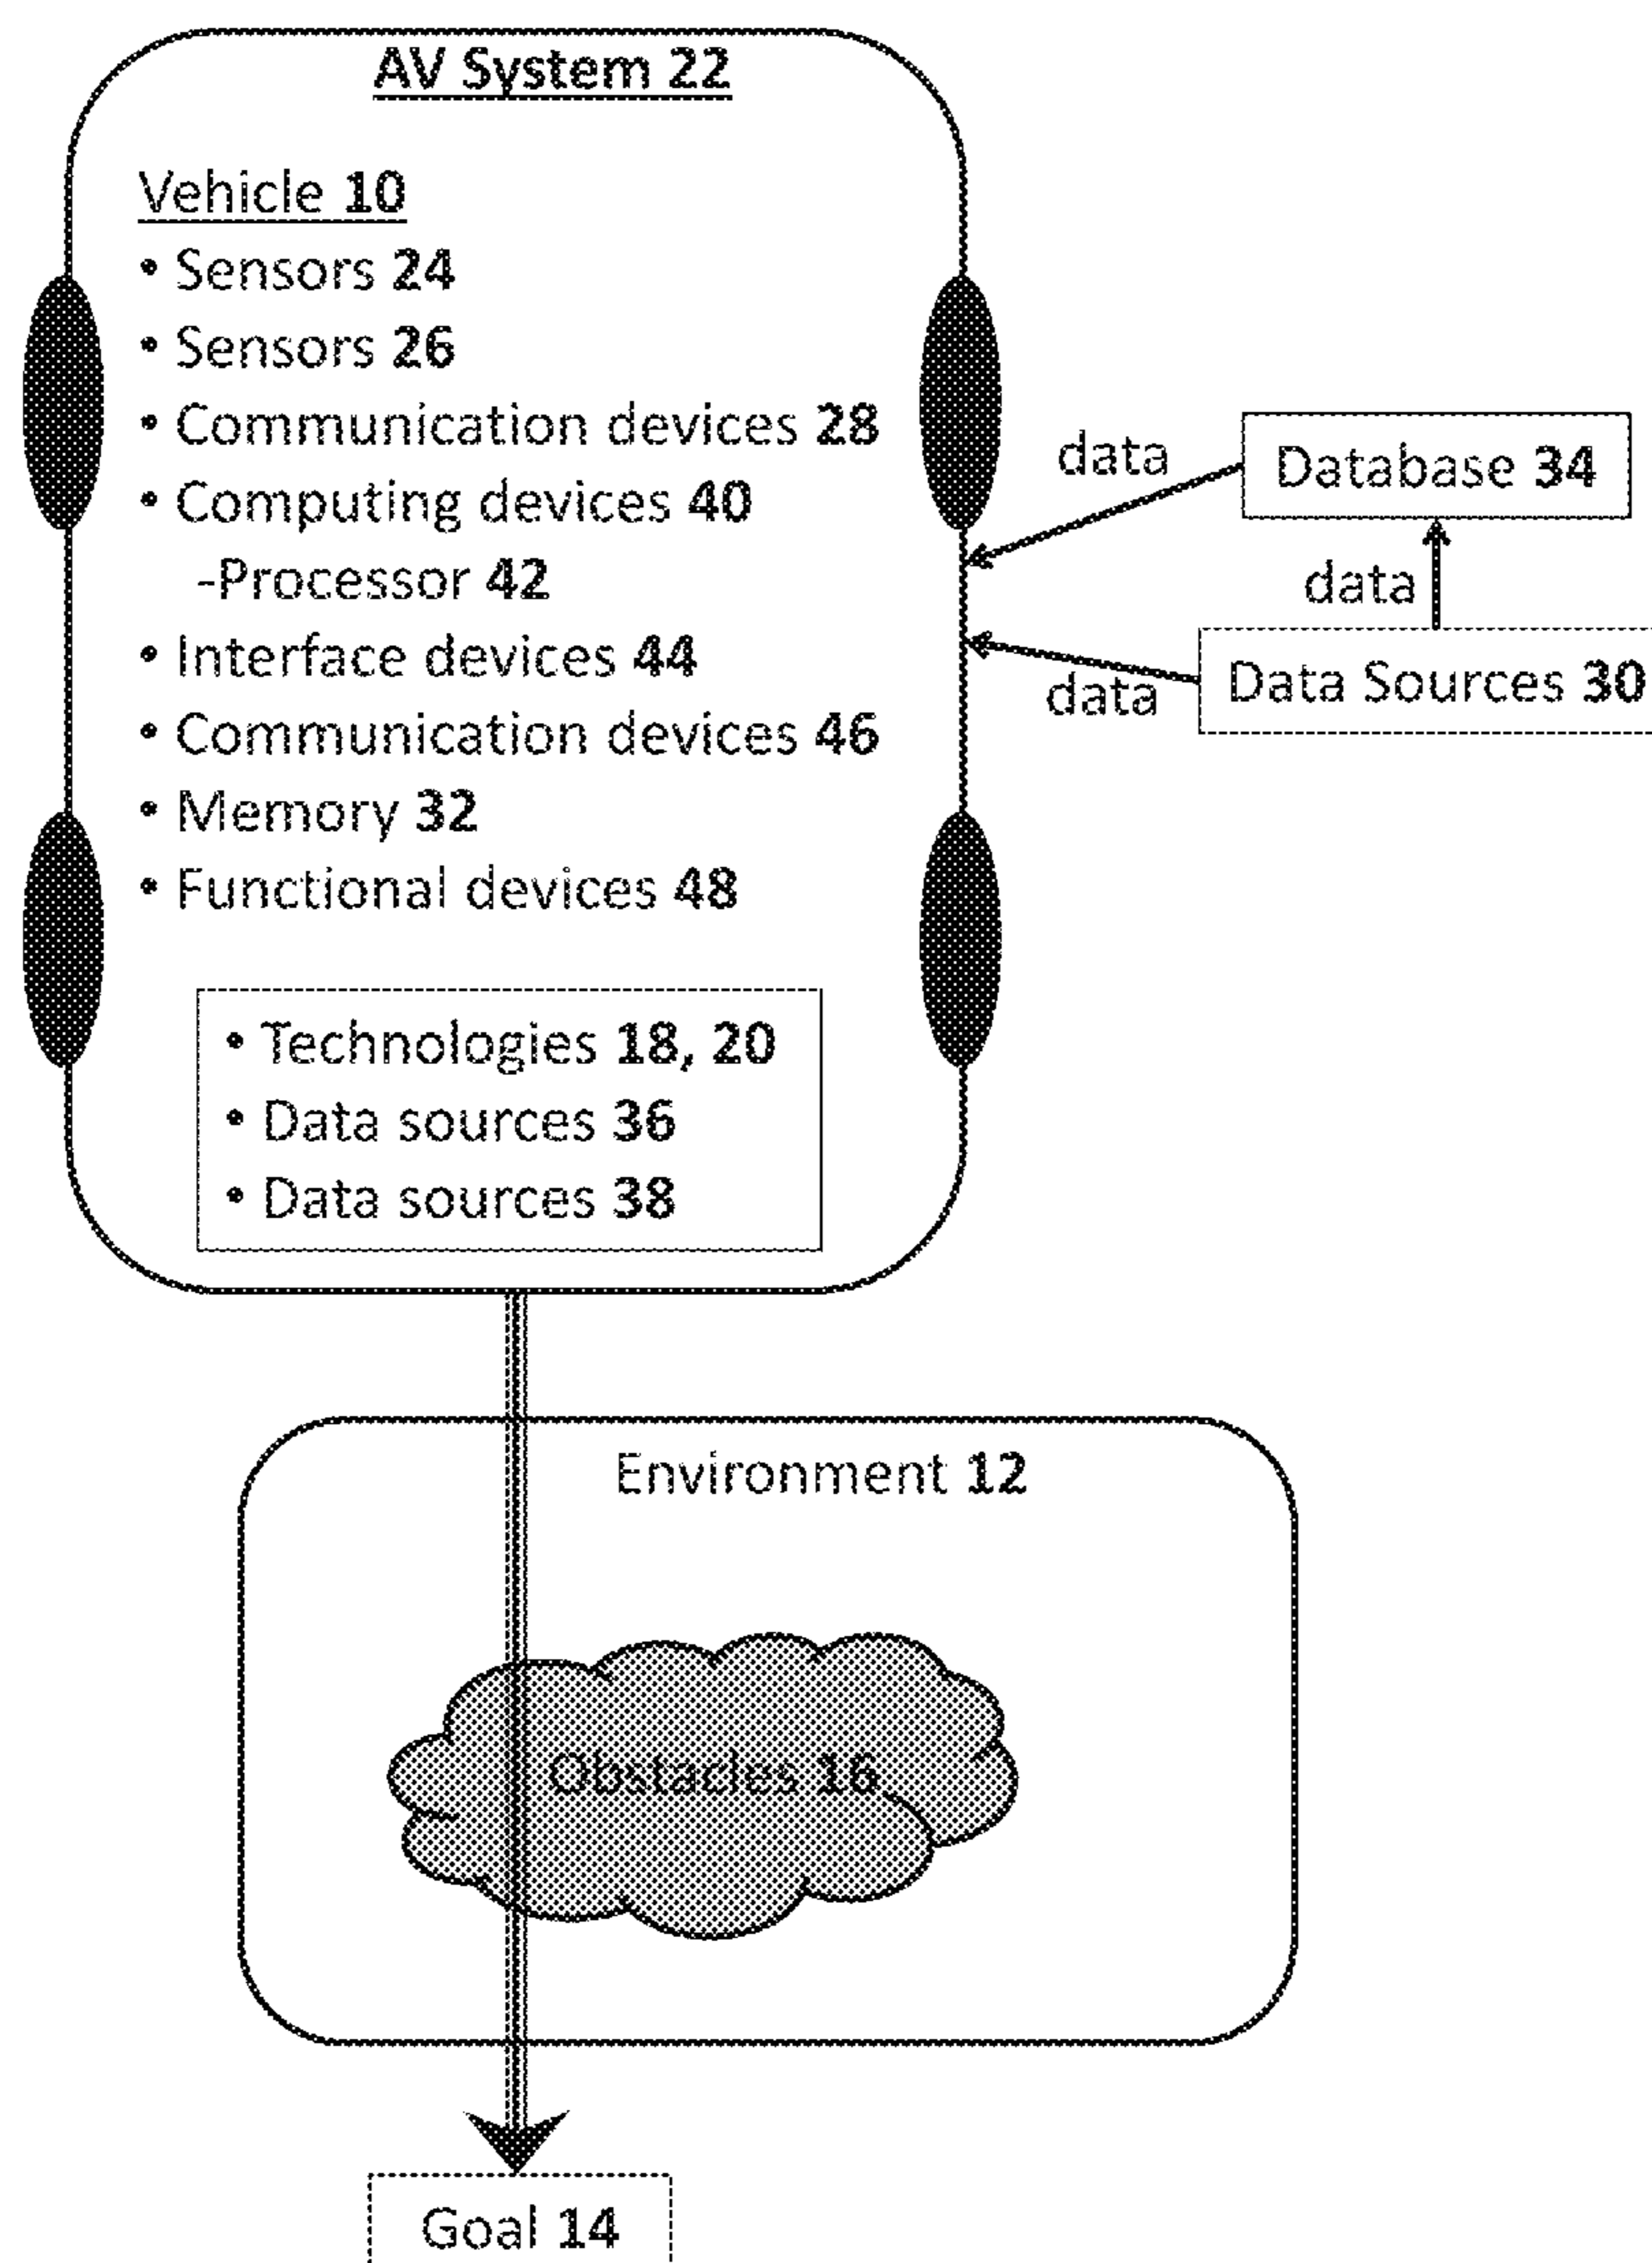 AV System 22
Vehicle 10
• Sensors 24
• Sensors 26
• Communication devices 28
• Computing devices 40
-Processor 42
• Interface devices 44
• Communication devices 46
• Memory 32
• Functional devices 48
• Technologies 18, 20
• Data sources 36
• Data sources 38
data
Database 34
data
data
Data Sources 30
Environment 12
Obstacles 16
Goal 14